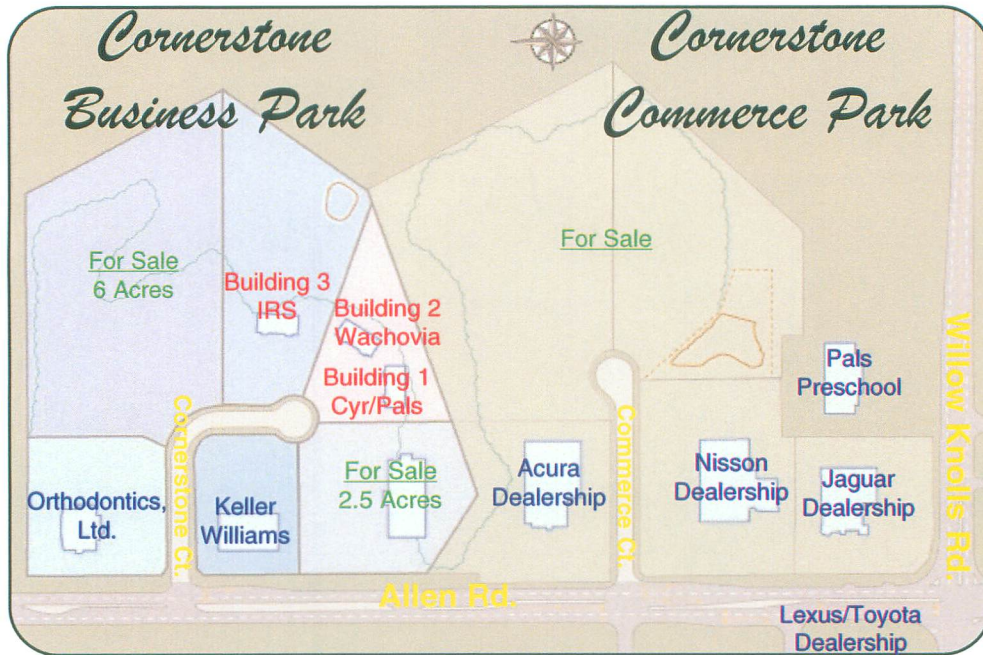 Cornerstone
Business Park
Cornerstone
Commerce Park
For Sale
6 Acres
Building 3
IRS
Building 2
Wachovia
Building 1
Cyr/Pals
For Sale
Pals
Preschool
Willow Knolls Rd.
Cornerstone Ct.
Commerce Ct.
Orthodontics,
Ltd.
Keller
Williams
For Sale
2.5 Acres
Acura
Dealership
Nisson
Dealership
Jaguar
Dealership
Allen Rd.
Lexus/Toyota
Dealership